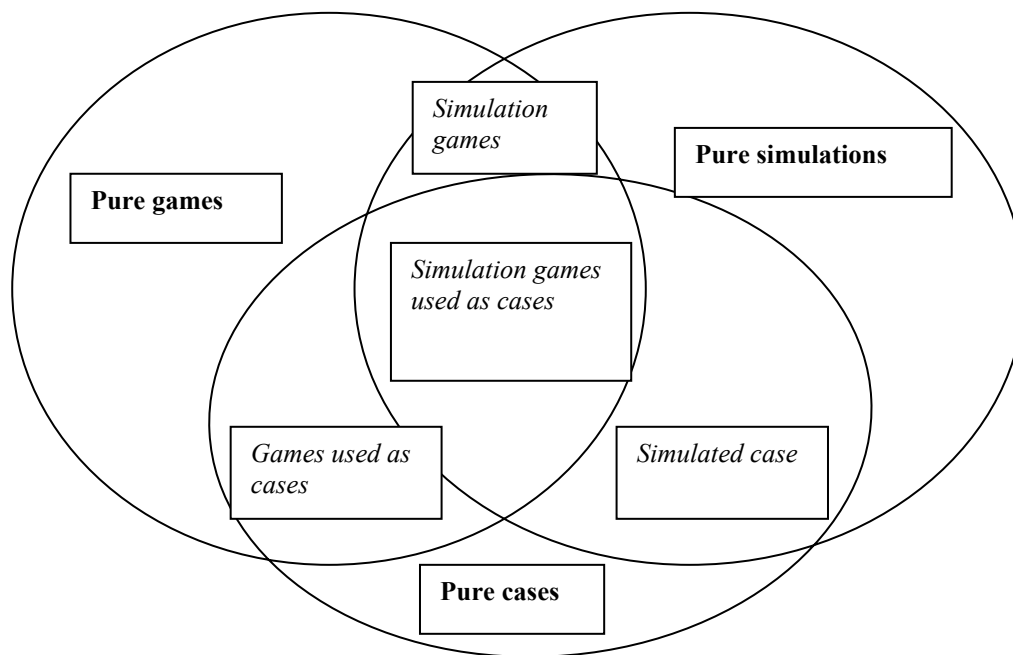 Simulation
games
Pure simulations
Pure games
Simulation games
used as cases
Games used as
cases
Simulated case
Pure cases